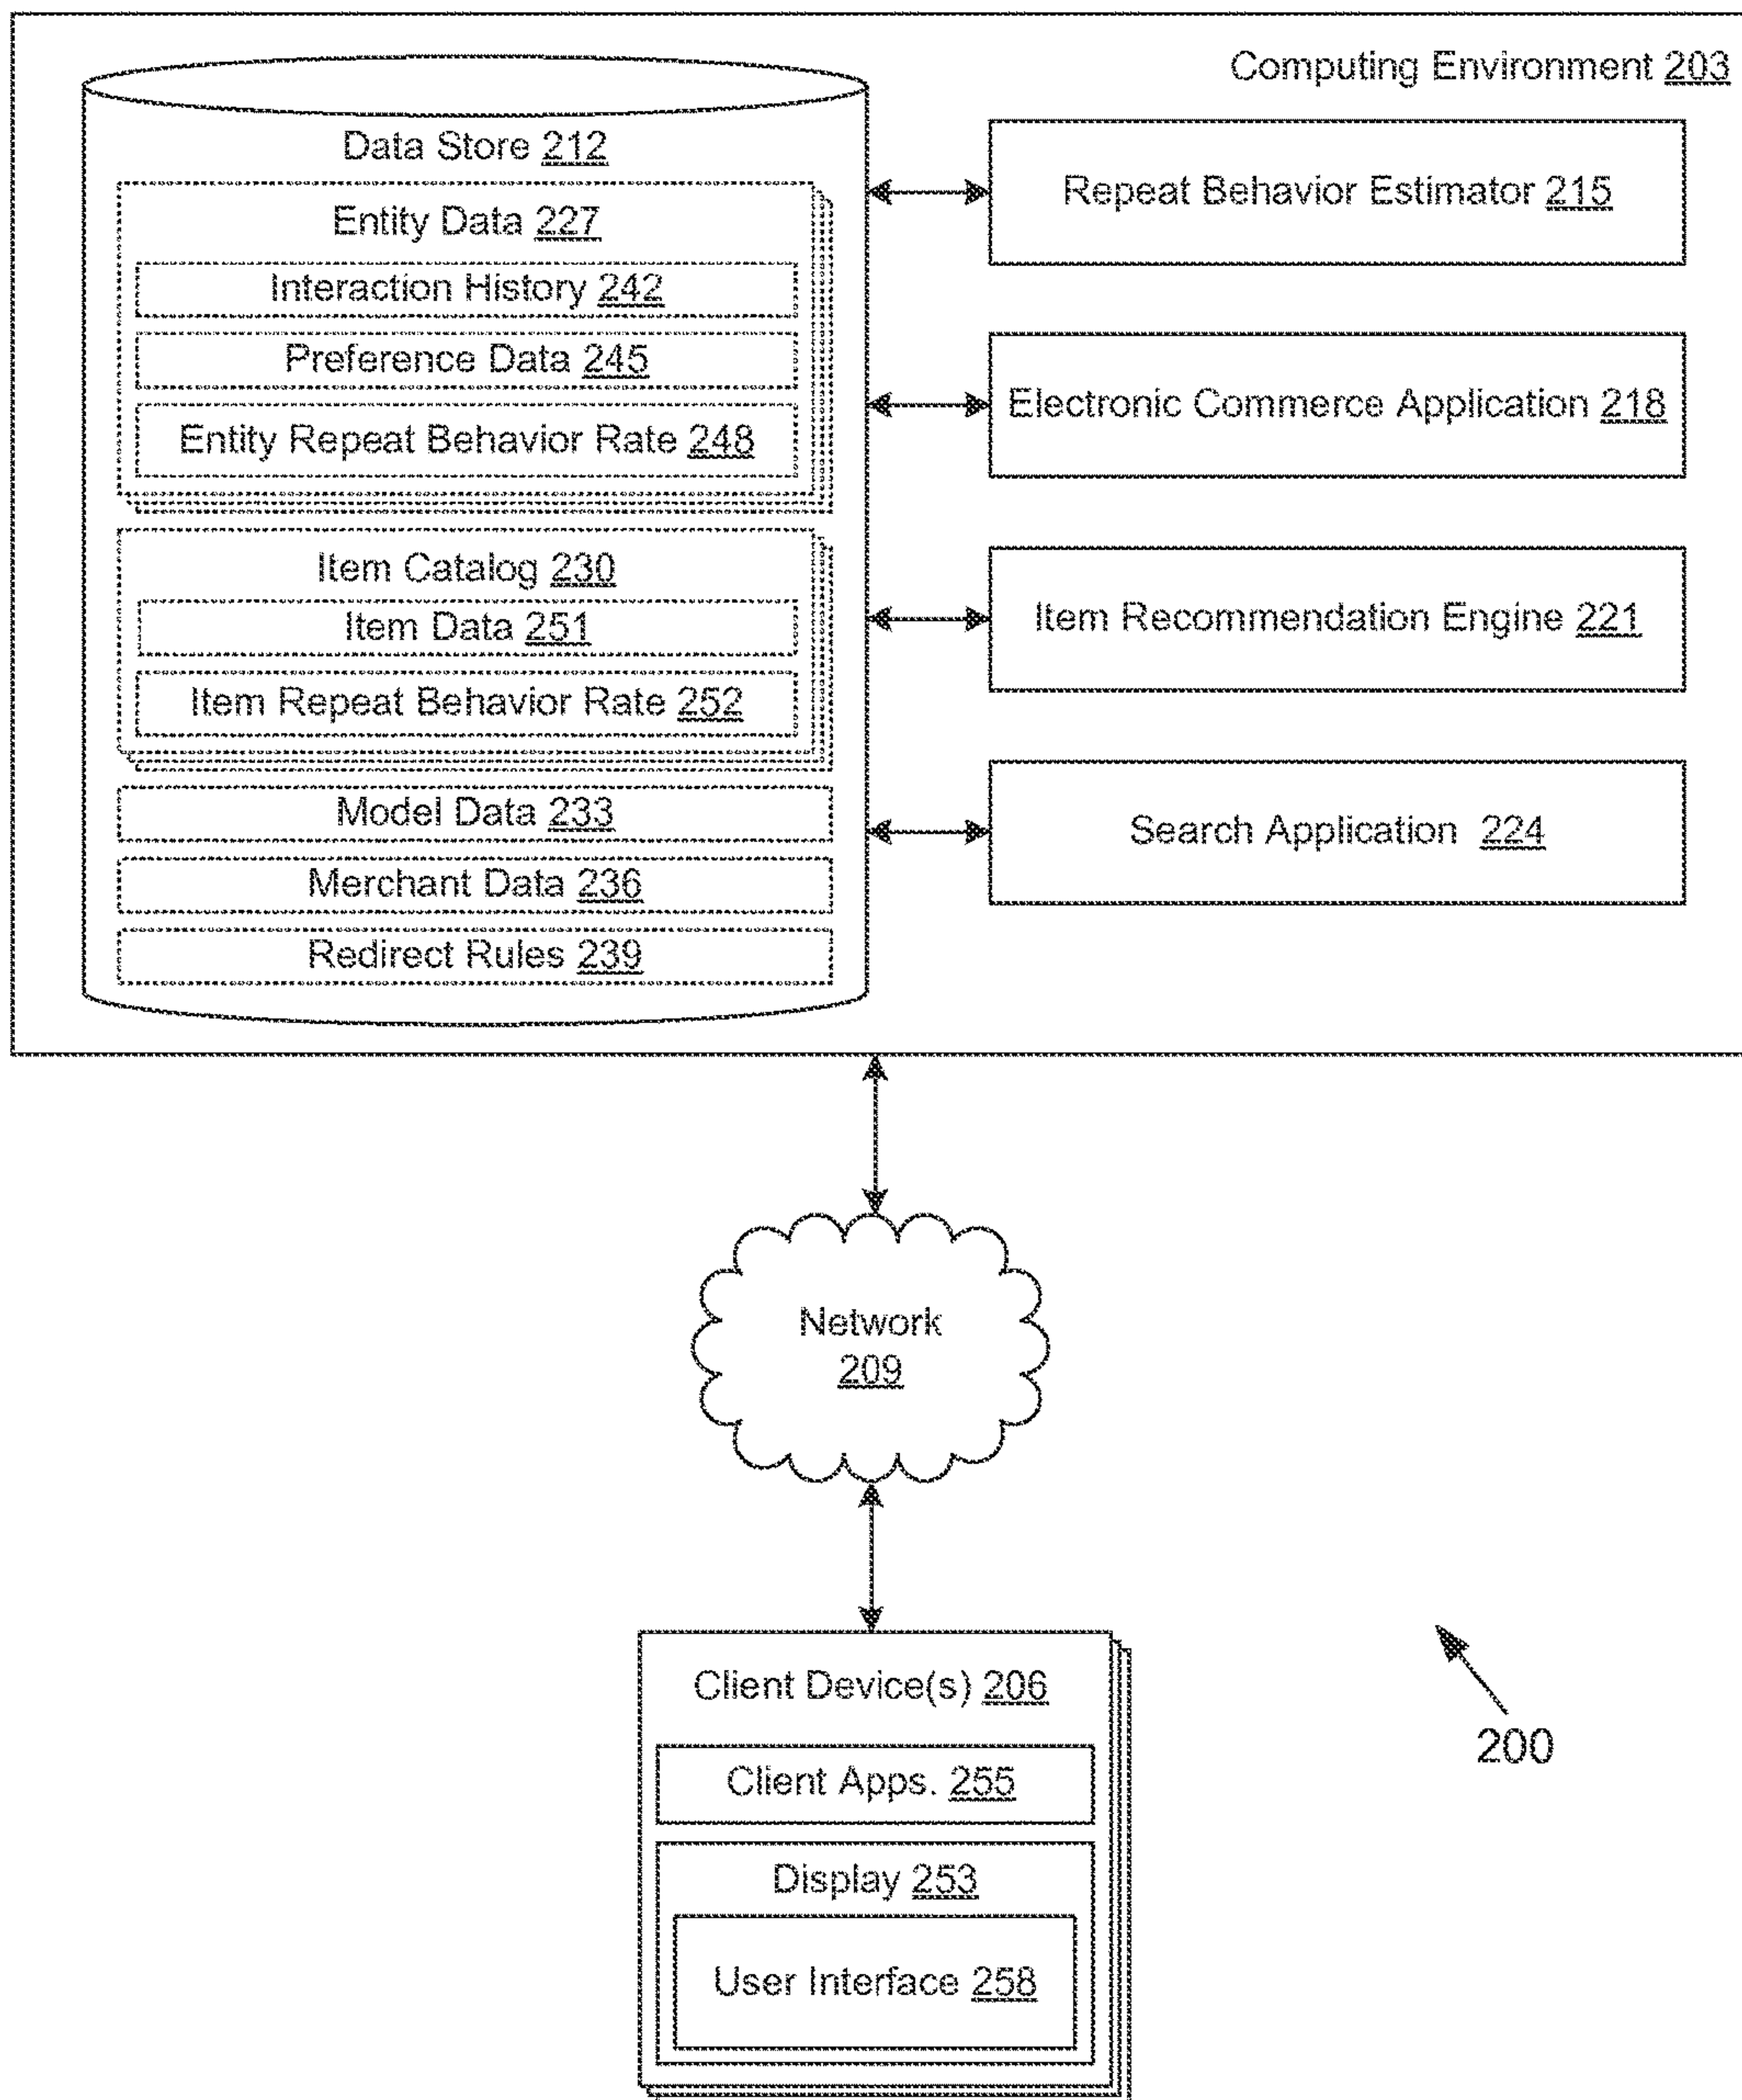 Computing Environment 203
Data Store 212
Entity Data 227
Interaction History 242
Preference Data 245
Entity Repeat Behavior Rate 248
Item Catalog 230
Item Data 251
Item Repeat Behavior Rate 252
Model Data 233
Merchant Data 236
Redirect Rules 239
Repeat Behavior Estimator 215
Electronic Commerce Application 218
Item Recommendation Engine 221
Search Application 224
Network
209
Client Device(s) 206
Client Apps. 255
Display 253
User Interface 258
200